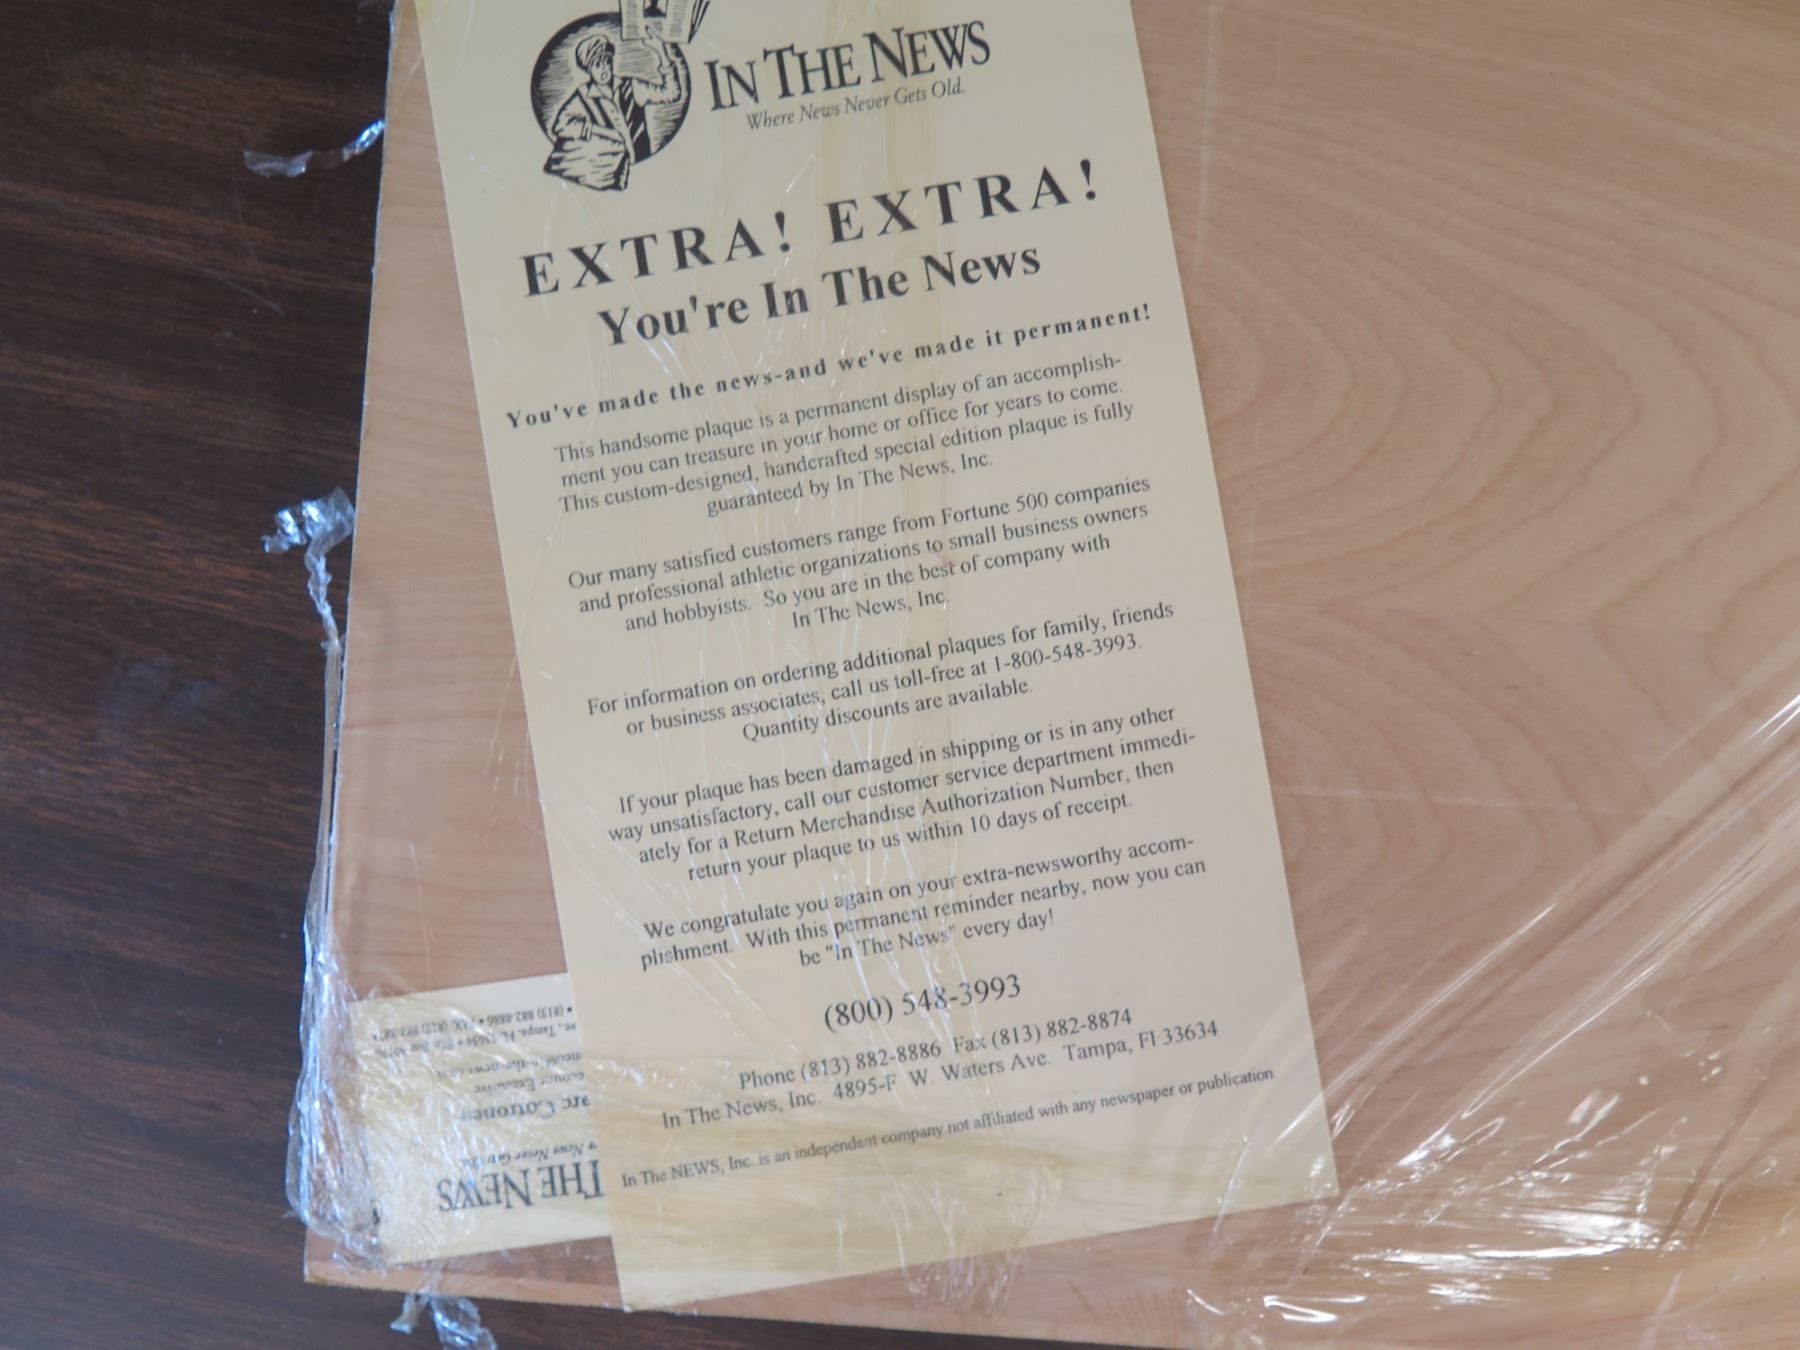 IN THE NEWS
Where News Never Gets Old.
EXTRA! EXTRA!
You're In The News
You've made the news-and we've made it permanent!
This handsome plaque is a permanent display of an accomplish-
ment you can treasure in your home or office for years to come.
This custom-designed, handcrafted special edition plaque is fully
guaranteed by In The News, Inc.
Our many satisfied customers range from Fortune 500 companies
and professional athletic organizations to small business owners
and hobbyists. So you are in the best of company with
In The News, Inc.
For information on ordering additional plaques for family, friends
or business associates, call us toll-free at 1-800-548-3993.
Quantity discounts are available.
If your plaque has been damaged in shipping or is in any other
way unsatisfactory, call our customer service department immedi-
ately for a Return Merchandise Authorization Number, then
return your plaque to us within 10 days of receipt.
We congratulate you again on your extra-newsworthy accom-
plishment. With this permanent reminder nearby, now you can
be "In The News" every day!
(800) 548-3993
Phone (813) 882-8886 Fax (813) 882-8874
In The News, Inc. 4895-F W. Waters Ave. Tampa, Fl 33634
In The NEWS, Inc. is an independent company not affiliated with any newspaper or publication
THE NEWS
News Never
Tampa, FL 33634
(813) 882-8886